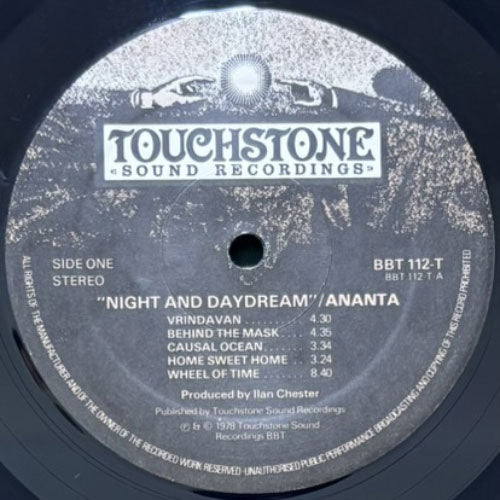 TOUCHSTONE
«SOUND RECORDINGS»
SIDE ONE
STEREO
BBT 112-T
BBT 112-T A
"NIGHT AND DAYDREAM"/ANANTA
VRINDAVAN ......... 4.30
BEHIND THE MASK .... 4.35
CAUSAL OCEAN ...... 3.34
HOME SWEET HOME .. 3.24
WHEEL OF TIME ...... 8.40
Produced by Ilan Chester
Published by Touchstone Sound Recordings
℗ & © 1978 Touchstone Sound
Recordings BBT
ALL RIGHTS OF THE MANUFACTURER AND OF THE OWNER OF THE RECORDED WORK RESERVED-UNAUTHORISED PUBLIC PERFORMANCE BROADCASTING AND COPYING OF THIS RECORD PROHIBITED